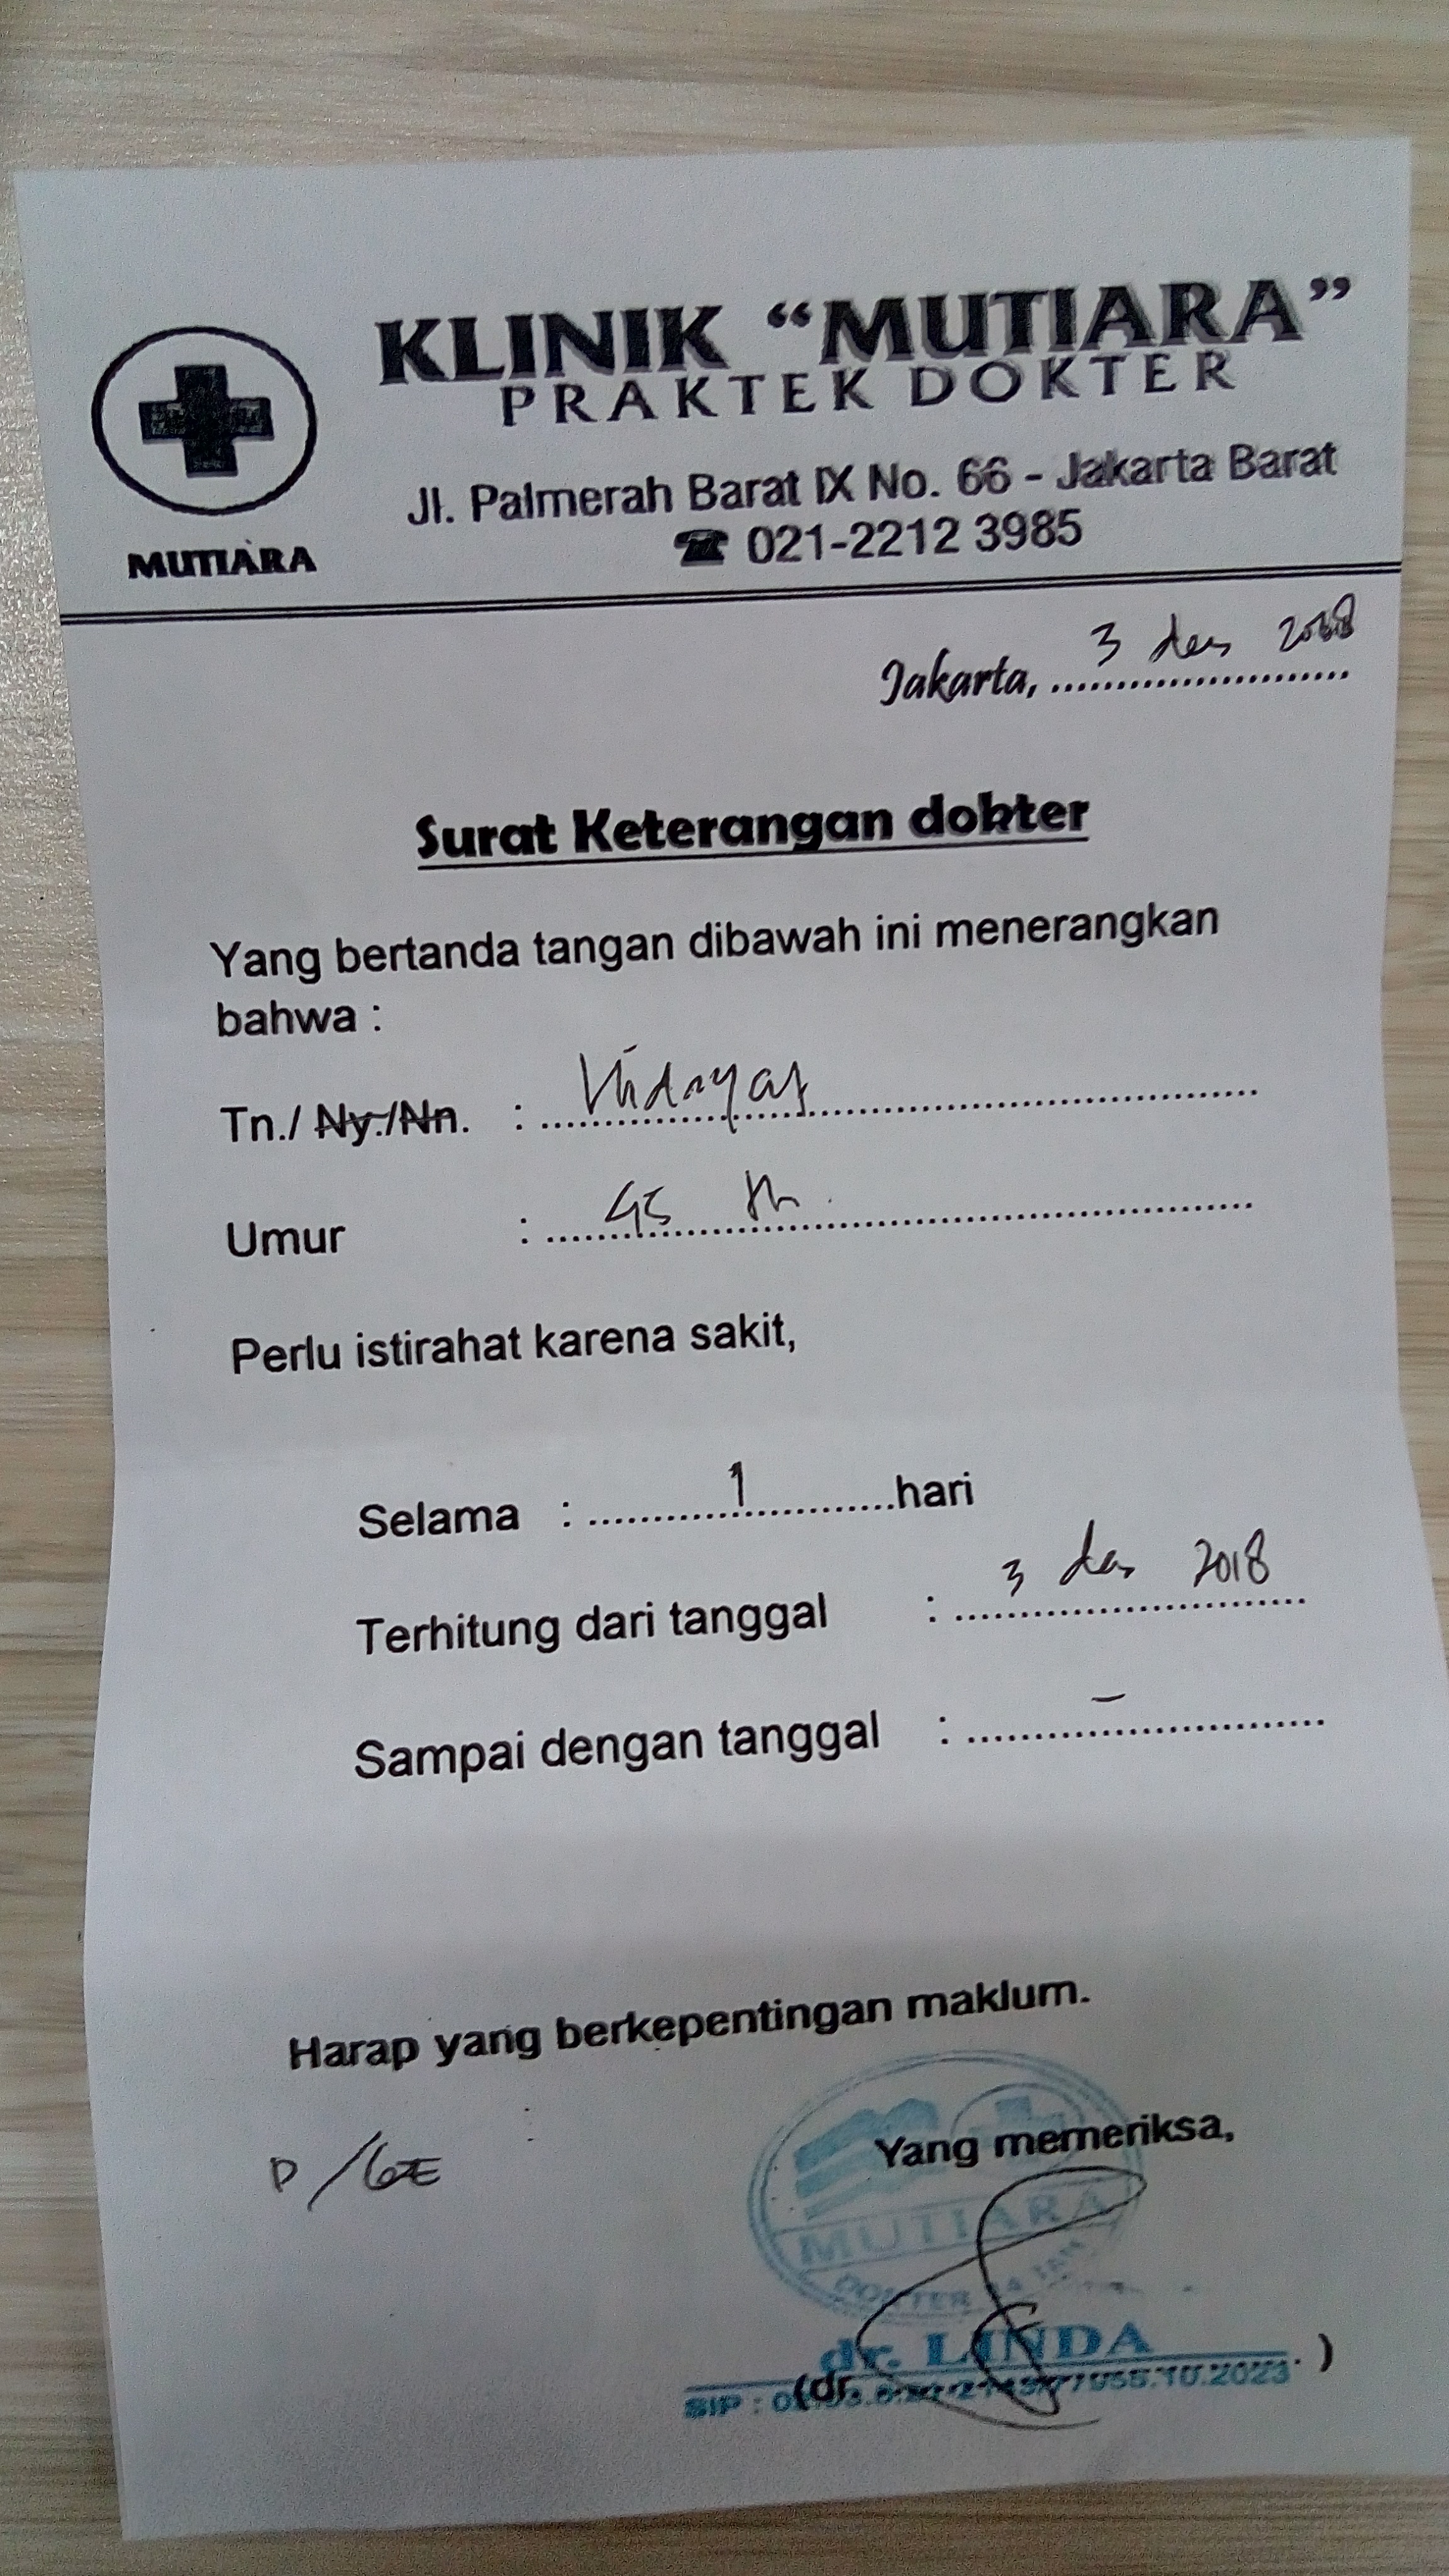 KLINIK “MUTIARA”
PRAKTEK DOKTER
Jl. Palmerah Barat IX No. 66 - Jakarta Barat
☎ 021-2212 3985
MUTIARA
Jakarta, 3 des 2018
Surat Keterangan dokter
Yang bertanda tangan dibawah ini menerangkan
bahwa :
Tn./ Ny./Nn. : Hidayat
Umur : 45 th
Perlu istirahat karena sakit,
Selama : 1 hari
Terhitung dari tanggal : 3 des 2018
Sampai dengan tanggal : –
Harap yang berkepentingan maklum.
D / GE
Yang memeriksa,
MUTIARA
DOKTER 24 JAM
dr. LINDA
(dr. )
SIP :